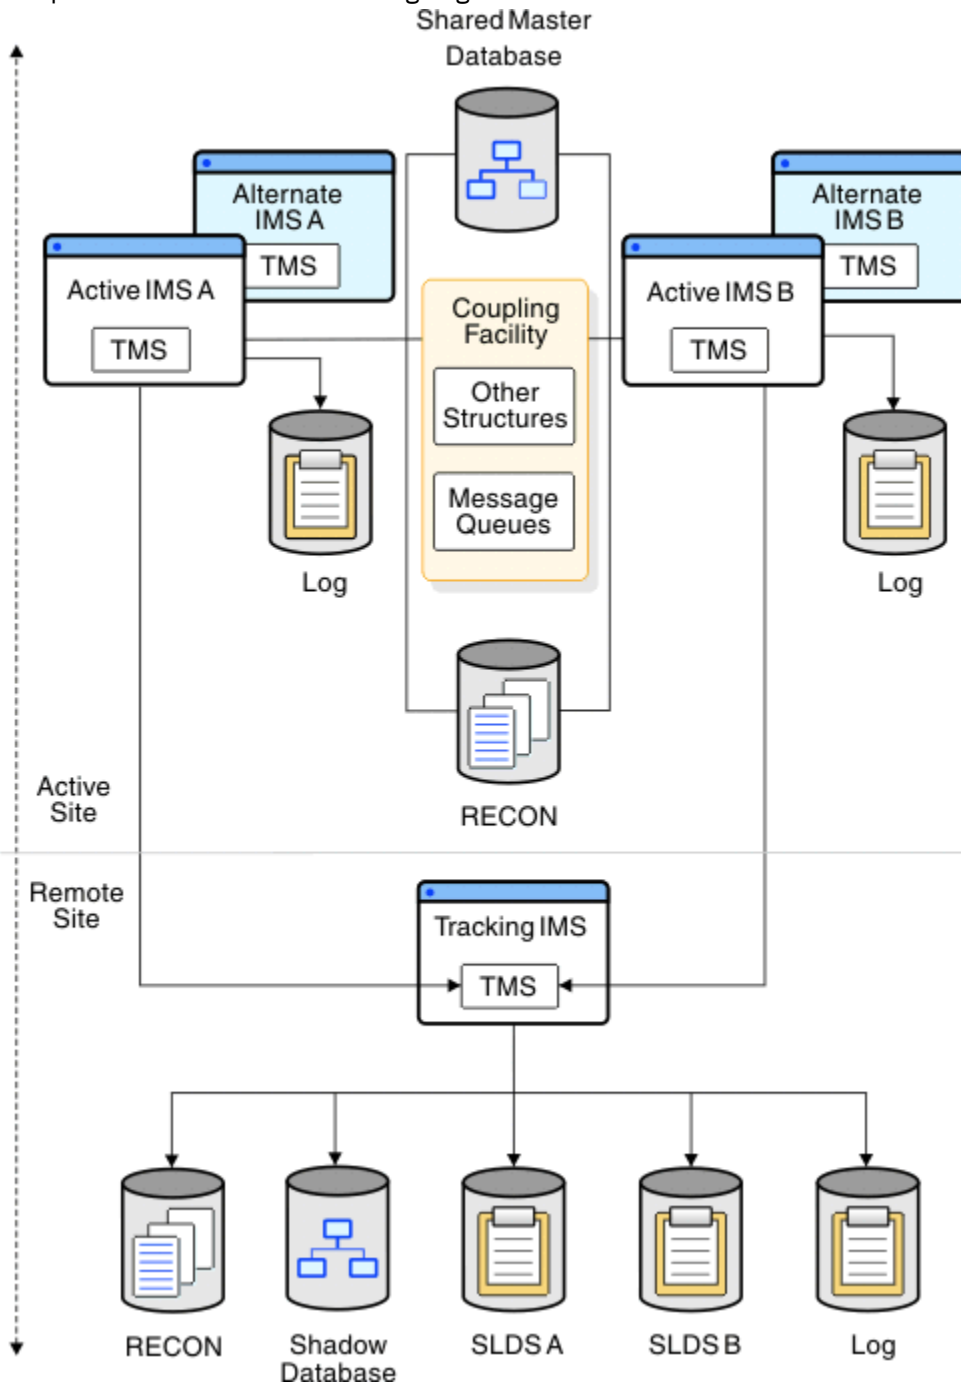 Shared Master
Database
Alternate
IMS A
TMS
Active IMS A
TMS
Coupling
Facility
Other
Structures
Message
Queues
Alternate
IMS B
TMS
Active IMS B
TMS
Log
Log
RECON
Active
Site
Remote
Site
Tracking IMS
TMS
RECON
Shadow
Database
SLDS A
SLDS B
Log